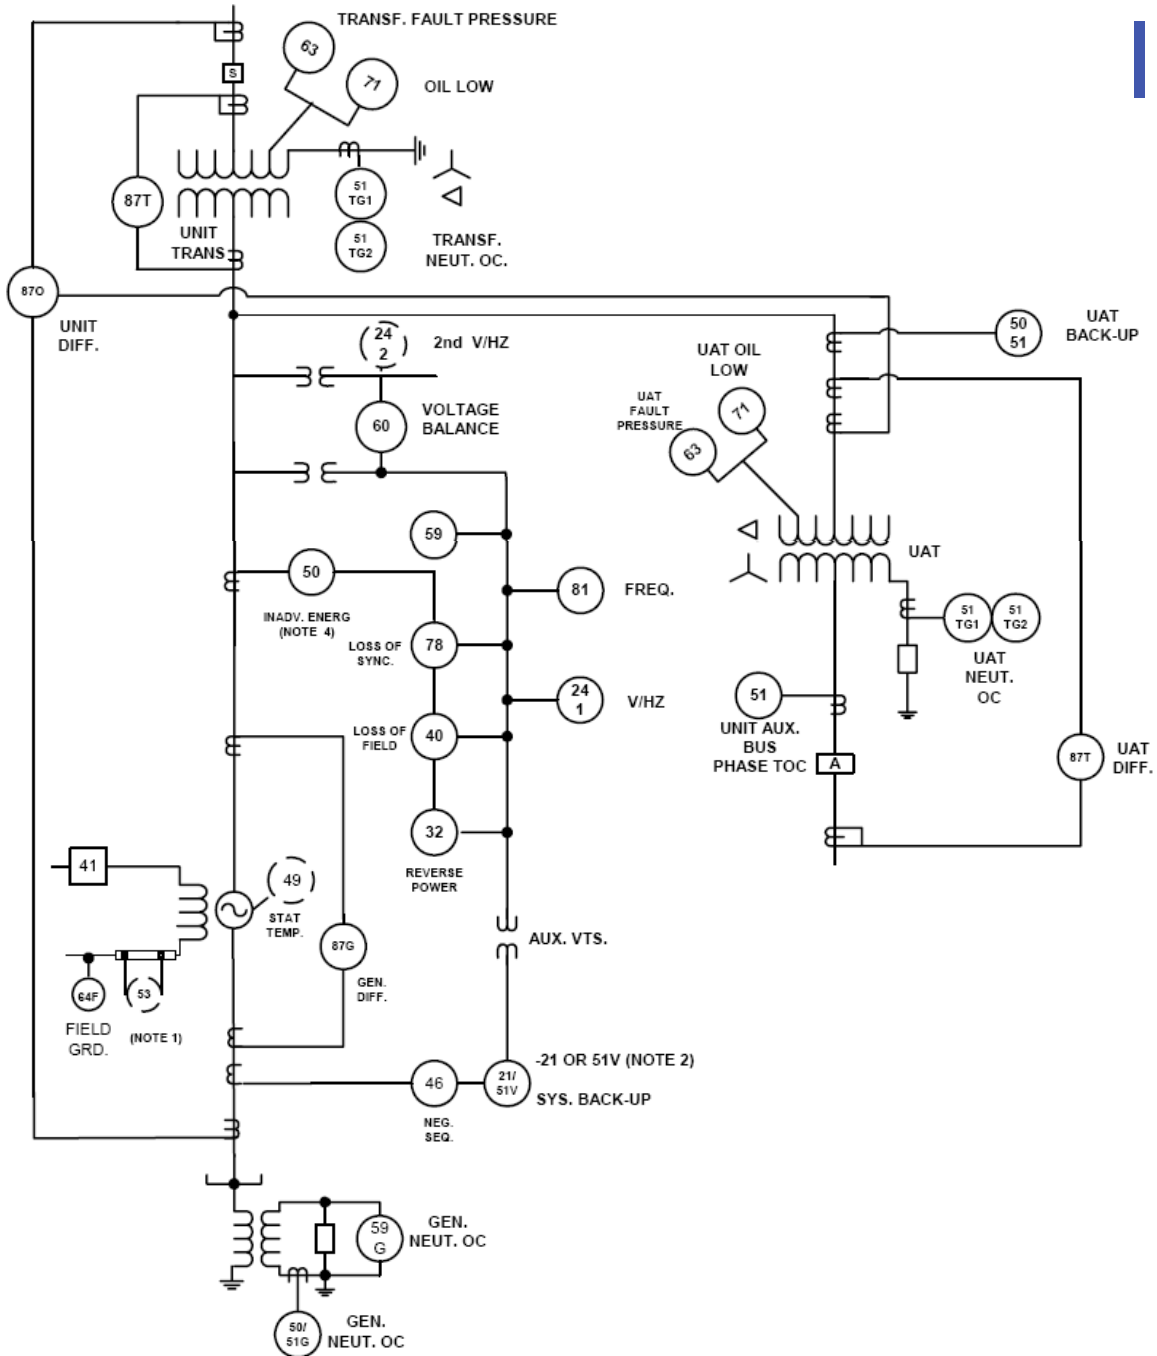 TRANSF. FAULT PRESSURE
63
71
OIL LOW
S
87T
UNIT
TRANS
51
TG1
51
TG2
TRANSF.
NEUT. OC.
87O
UNIT
DIFF.
24
2
2nd V/HZ
60
VOLTAGE
BALANCE
50
51
UAT
BACK-UP
UAT OIL
LOW
71
UAT
FAULT
PRESSURE
63
59
50
INADV. ENERG
(NOTE 4)
81
FREQ.
UAT
LOSS OF
SYNC.
78
51
TG1
51
TG2
UAT
NEUT.
OC
24
1
V/HZ
51
UNIT AUX.
BUS
PHASE TOC
A
LOSS OF
FIELD
40
87T
UAT
DIFF.
32
REVERSE
POWER
41
49
STAT
TEMP.
87G
GEN.
DIFF.
AUX. VTS.
64F
FIELD
GRD.
53
(NOTE 1)
46
NEG.
SEQ.
21/
51V
-21 OR 51V (NOTE 2)
SYS. BACK-UP
59
G
GEN.
NEUT. OC
50/
51G
GEN.
NEUT. OC